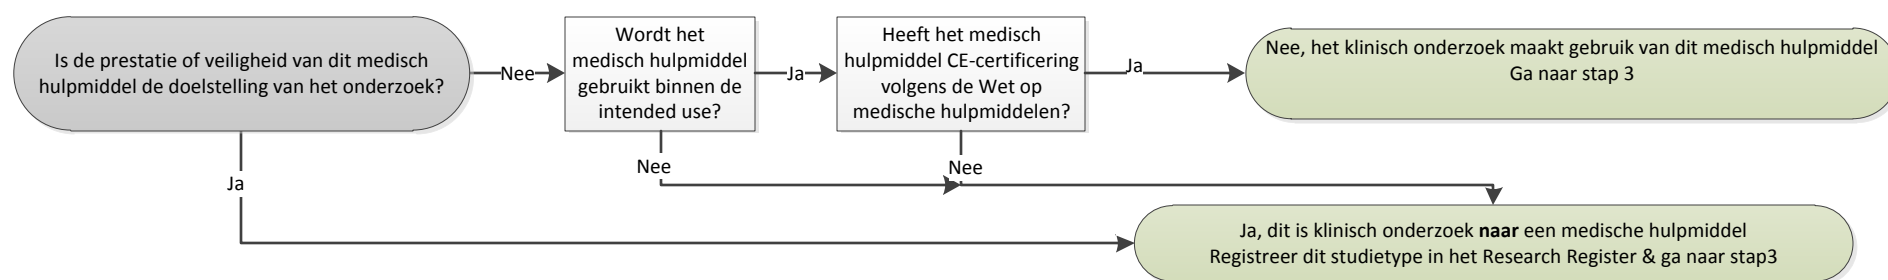 Is de prestatie of veiligheid van dit medisch
hulpmiddel de doelstelling van het onderzoek?
Nee
Wordt het
medisch hulpmiddel
gebruikt binnen de
intended use?
Ja
Heeft het medisch
hulpmiddel CE-certificering
volgens de Wet op
medische hulpmiddelen?
Ja
Nee, het klinisch onderzoek maakt gebruik van dit medisch hulpmiddel
Ga naar stap 3
Nee
Nee
Ja
Ja, dit is klinisch onderzoek naar een medische hulpmiddel
Registreer dit studietype in het Research Register & ga naar stap3